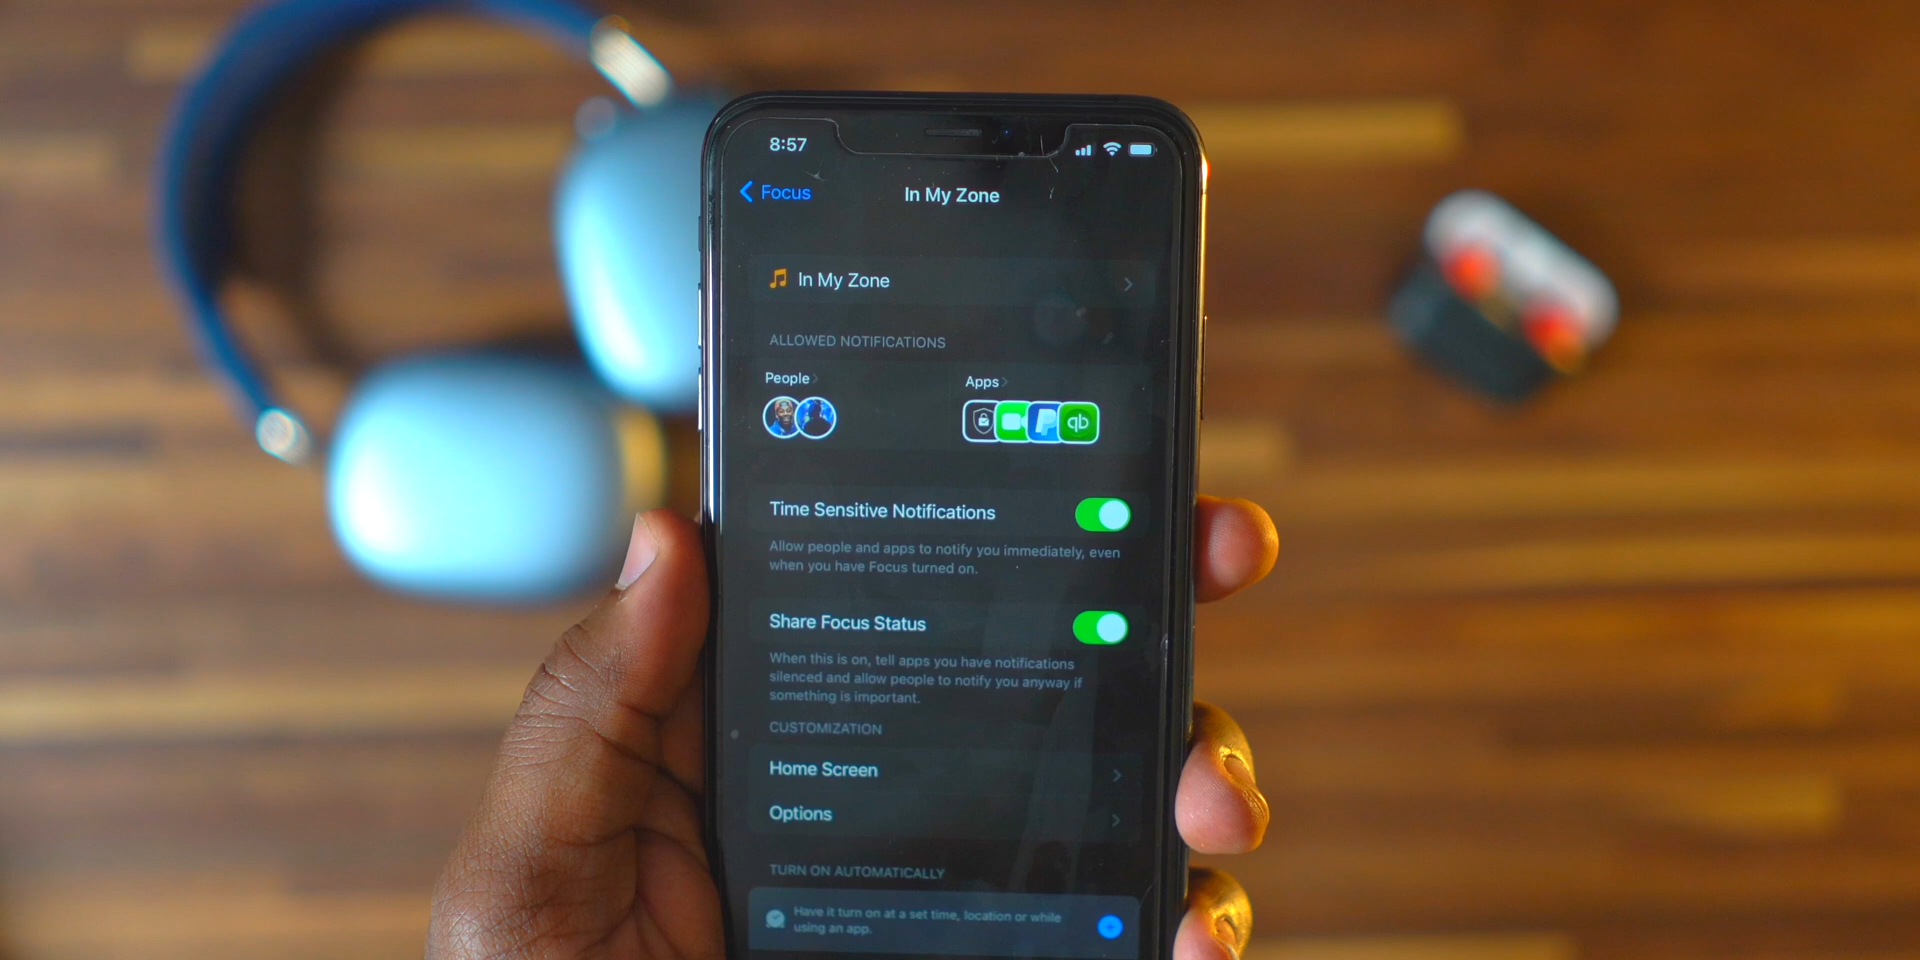 8:57
Focus
In My Zone
In My Zone
ALLOWED NOTIFICATIONS
People
Apps
qb
Time Sensitive Notifications
Allow people and apps to notify you immediately, even
when you have Focus turned on.
Share Focus Status
When this is on, tell apps you have notifications
silenced and allow people to notify you anyway if
something is important.
CUSTOMIZATION
Home Screen
Options
TURN ON AUTOMATICALLY
Have it turn on at a set time, location or while
using an app.